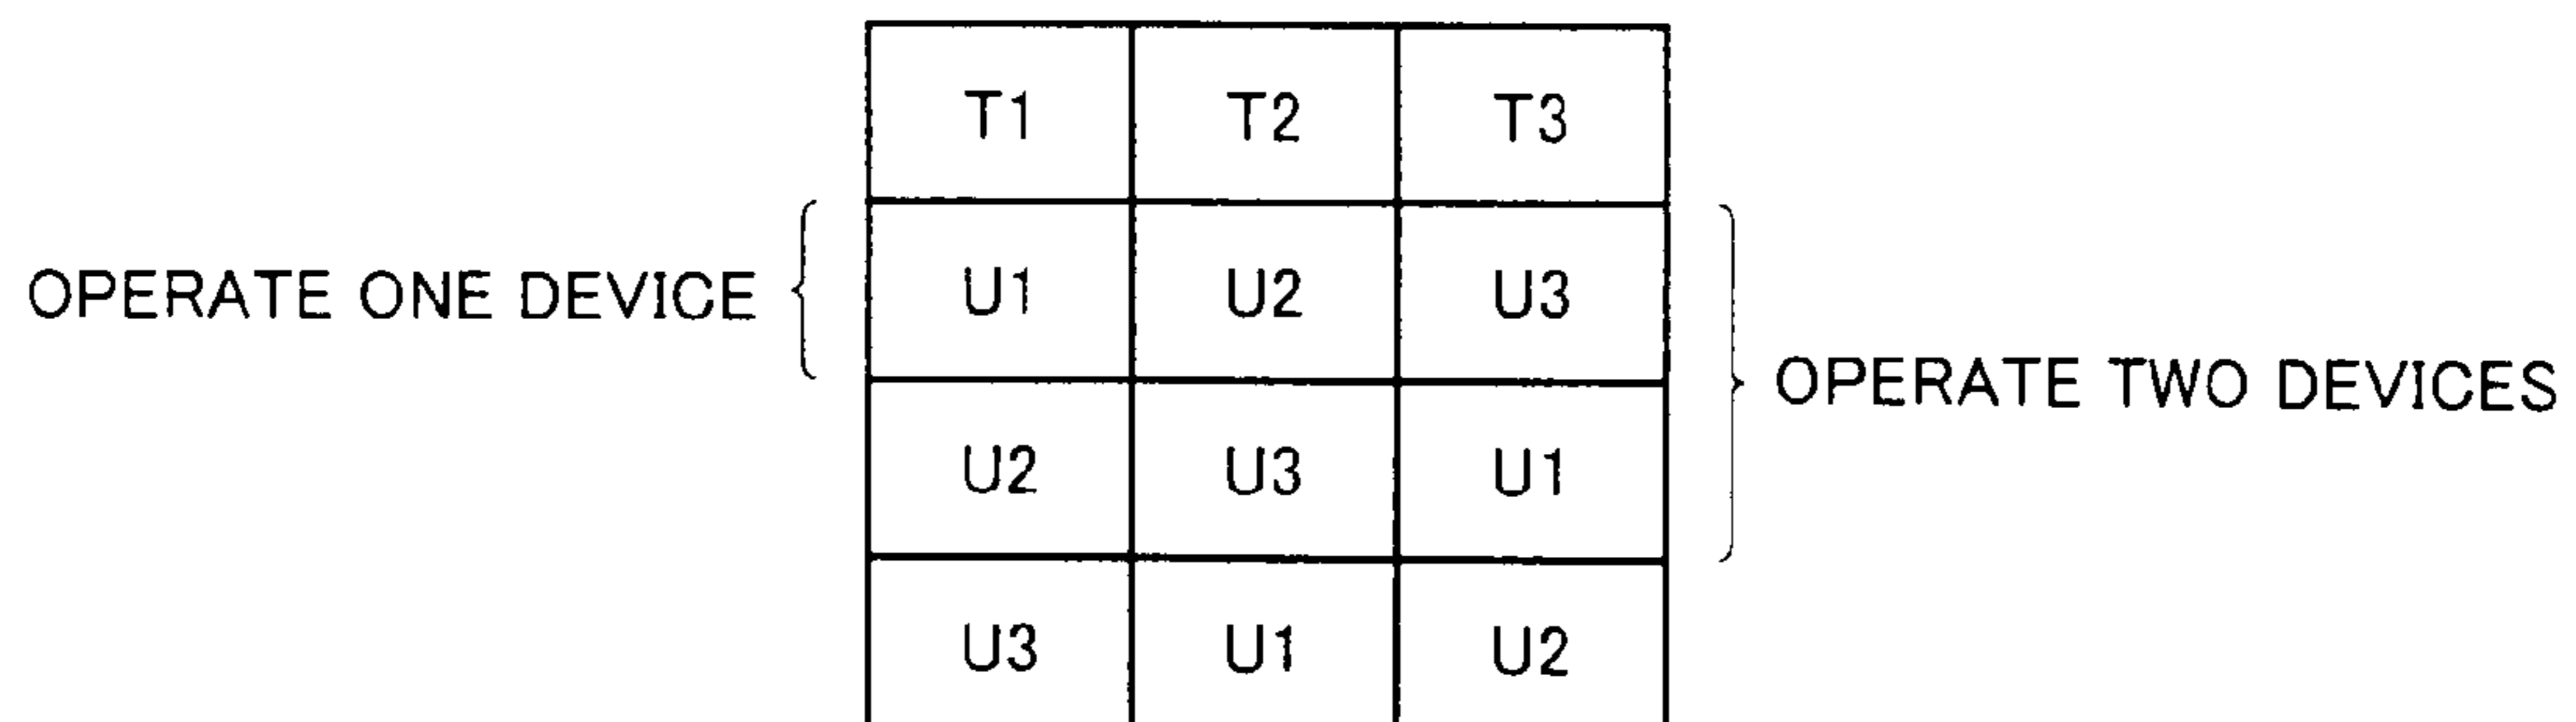 T1 T2 T3
OPERATE ONE DEVICE U1 U2 U3
OPERATE TWO DEVICES
U2 U3 U1
U3 U1 U2